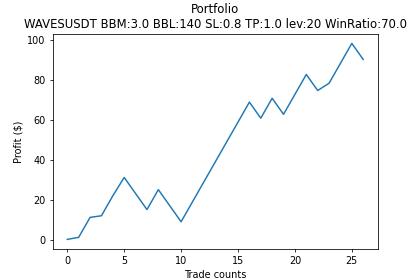 Portfolio
WAVESUSDT BBM:3.0 BBL:140 SL:0.8 TP:1.0 lev:20 WinRatio:70.0
100
80
60
40
20
0
Profit ($)
0 5 10 15 20 25
Trade counts